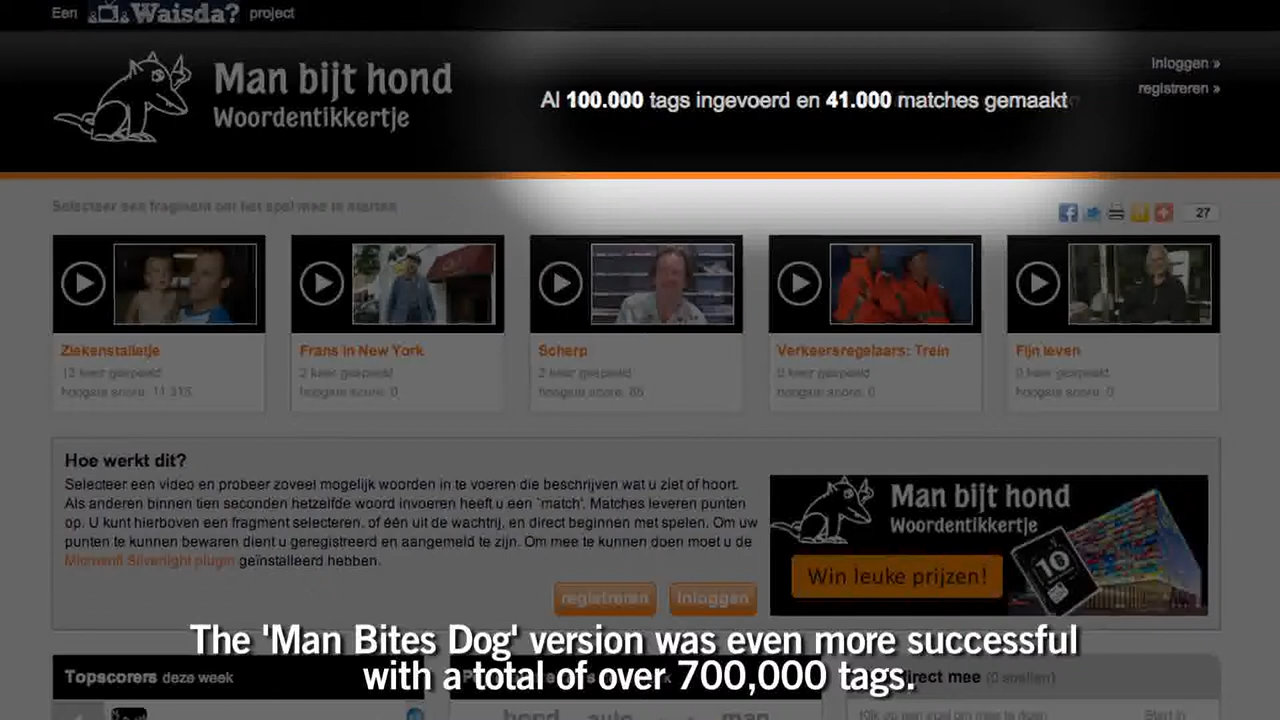 Een Waisda? project
Man bijt hond
Woordentikkertje
Al 100.000 tags ingevoerd en 41.000 matches gemaakt
Inloggen »
registreren »
Selecteer een fragment om het spel mee te starten
27
Ziekenstalletje
12 keer gespeeld
hoogste score: 11.315
Frans in New York
2 keer gespeeld
hoogste score: 0
Scherp
2 keer gespeeld
Verkeersregelaars: Trein
0 keer gespeeld
hoogste score: 0
Fijn leven
0 keer gespeeld
hoogste score: 0
Hoe werkt dit?
Selecteer een video en probeer zoveel mogelijk woorden in te voeren die beschrijven wat u ziet of hoort.
Als anderen binnen tien seconden hetzelfde woord invoeren heeft u een `match'. Matches leveren punten
op. U kunt hierboven een fragment selecteren, of één uit de wachtrij, en direct beginnen met spelen. Om uw
punten te kunnen bewaren dient u geregistreerd en aangemeld te zijn. Om mee te kunnen doen moet u de
Microsoft Silverlight plugin geïnstalleerd hebben.
registreren
Inloggen
Man bijt hond
Woordentikkertje
Win leuke prijzen!
10
The 'Man Bites Dog' version was even more successful
with a total of over 700,000 tags.
Topscorers deze week
direct mee (0 spellen)
hond auto man